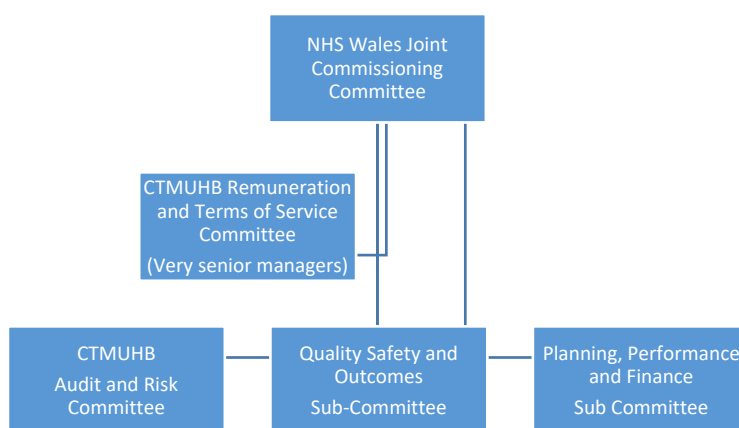 NHS Wales Joint
Commissioning
Committee
CTMUHB Remuneration
and Terms of Service
Committee
(Very senior managers)
CTMUHB
Audit and Risk
Committee
Quality Safety and
Outcomes
Sub-Committee
Planning, Performance
and Finance
Sub Committee